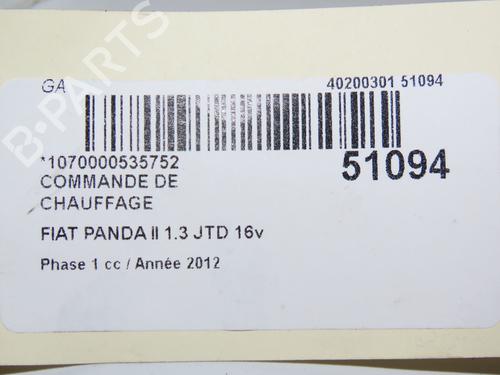 B-PARTS
GA
40200301 51094
*1070000535752
51094
COMMANDE DE
CHAUFFAGE
FIAT PANDA II 1.3 JTD 16v
Phase 1 cc / Année 2012